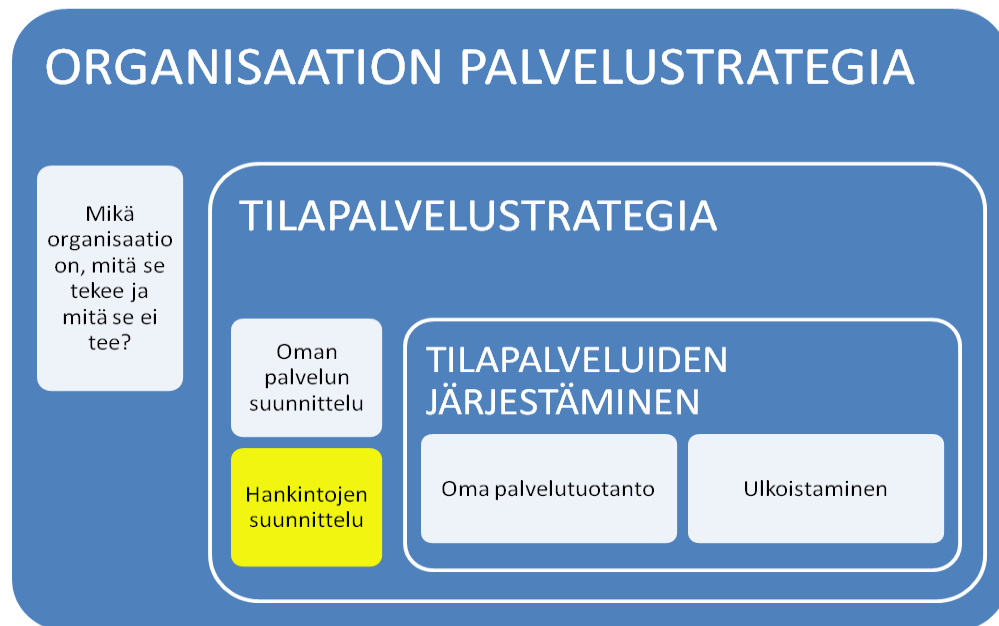 ORGANISAATION PALVELUSTRATEGIA
Mikä
organisaatio
on, mitä se
tekee ja
mitä se ei
tee?
TILAPALVELUSTRATEGIA
Oman
palvelun
suunnittelu
Hankintojen
suunnittelu
TILAPALVELUIDEN
JÄRJESTÄMINEN
Oma palvelutuotanto
Ulkoistaminen